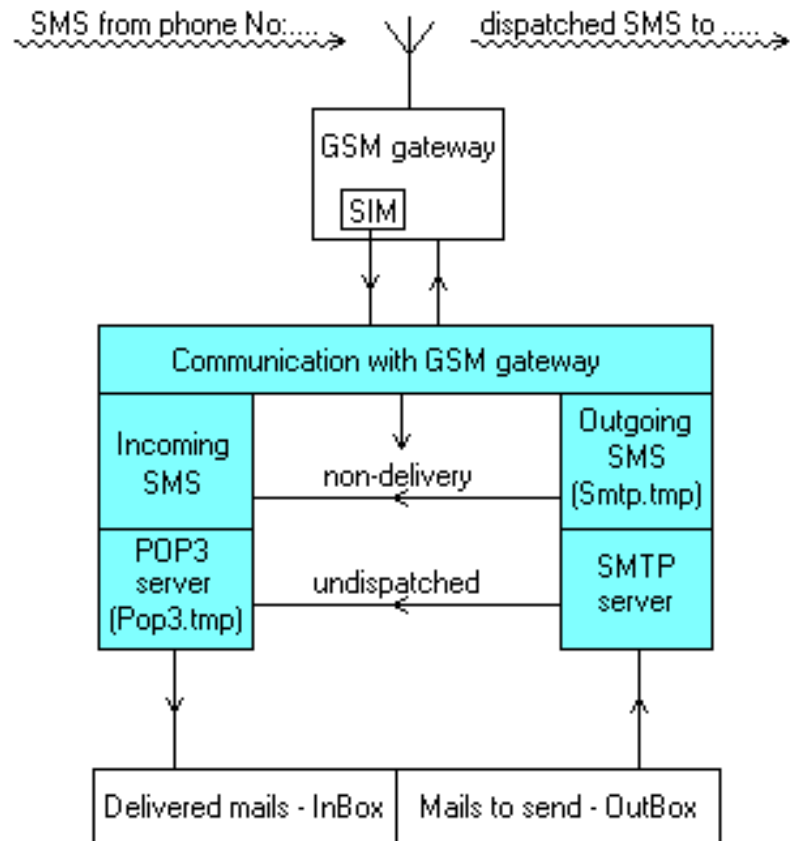 SMS from phone No:....
dispatched SMS to .....
GSM gateway
SIM
Communication with GSM gateway
Incoming
SMS
non-delivery
Outgoing
SMS
(Smtp.tmp)
POP3
server
(Pop3.tmp)
undispatched
SMTP
server
Delivered mails - InBox
Mails to send - OutBox